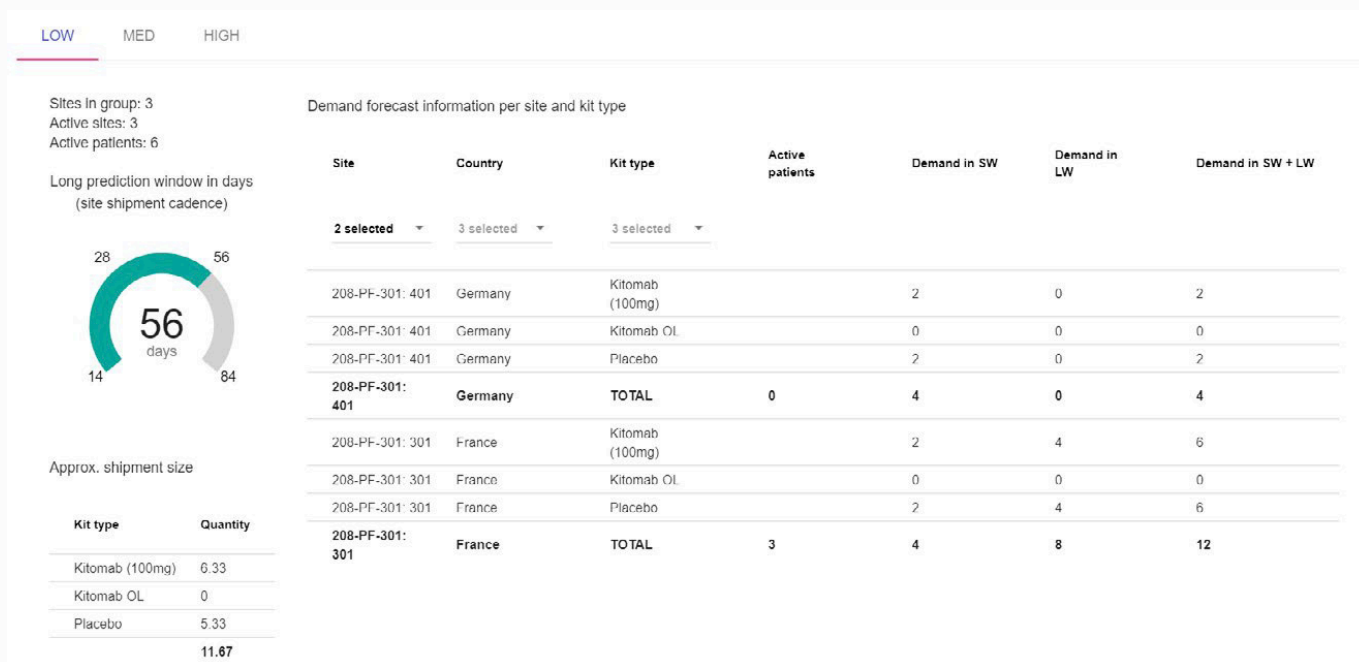 LOW MED HIGH
Sites in group: 3
Active sites: 3
Active patients: 6
Long prediction window in days
(site shipment cadence)
28 56
56
days
14 84
Approx. shipment size
Kit type Quantity
Kitomab (100mg) 6.33
Kitomab OL 0
Placebo 5.33
11.67
Demand forecast information per site and kit type
Site Country Kit type Active patients Demand in SW Demand in LW Demand in SW + LW
2 selected 3 selected 3 selected
208-PF-301: 401 Germany Kitomab (100mg) 2 0 2
208-PF-301: 401 Germany Kitomab OL 0 0 0
208-PF-301: 401 Germany Placebo 2 0 2
208-PF-301: 401 Germany TOTAL 0 4 0 4
208-PF-301: 301 France Kitomab (100mg) 2 4 6
208-PF-301: 301 France Kitomab OL 0 0 0
208-PF-301: 301 France Placebo 2 4 6
208-PF-301: 301 France TOTAL 3 4 8 12